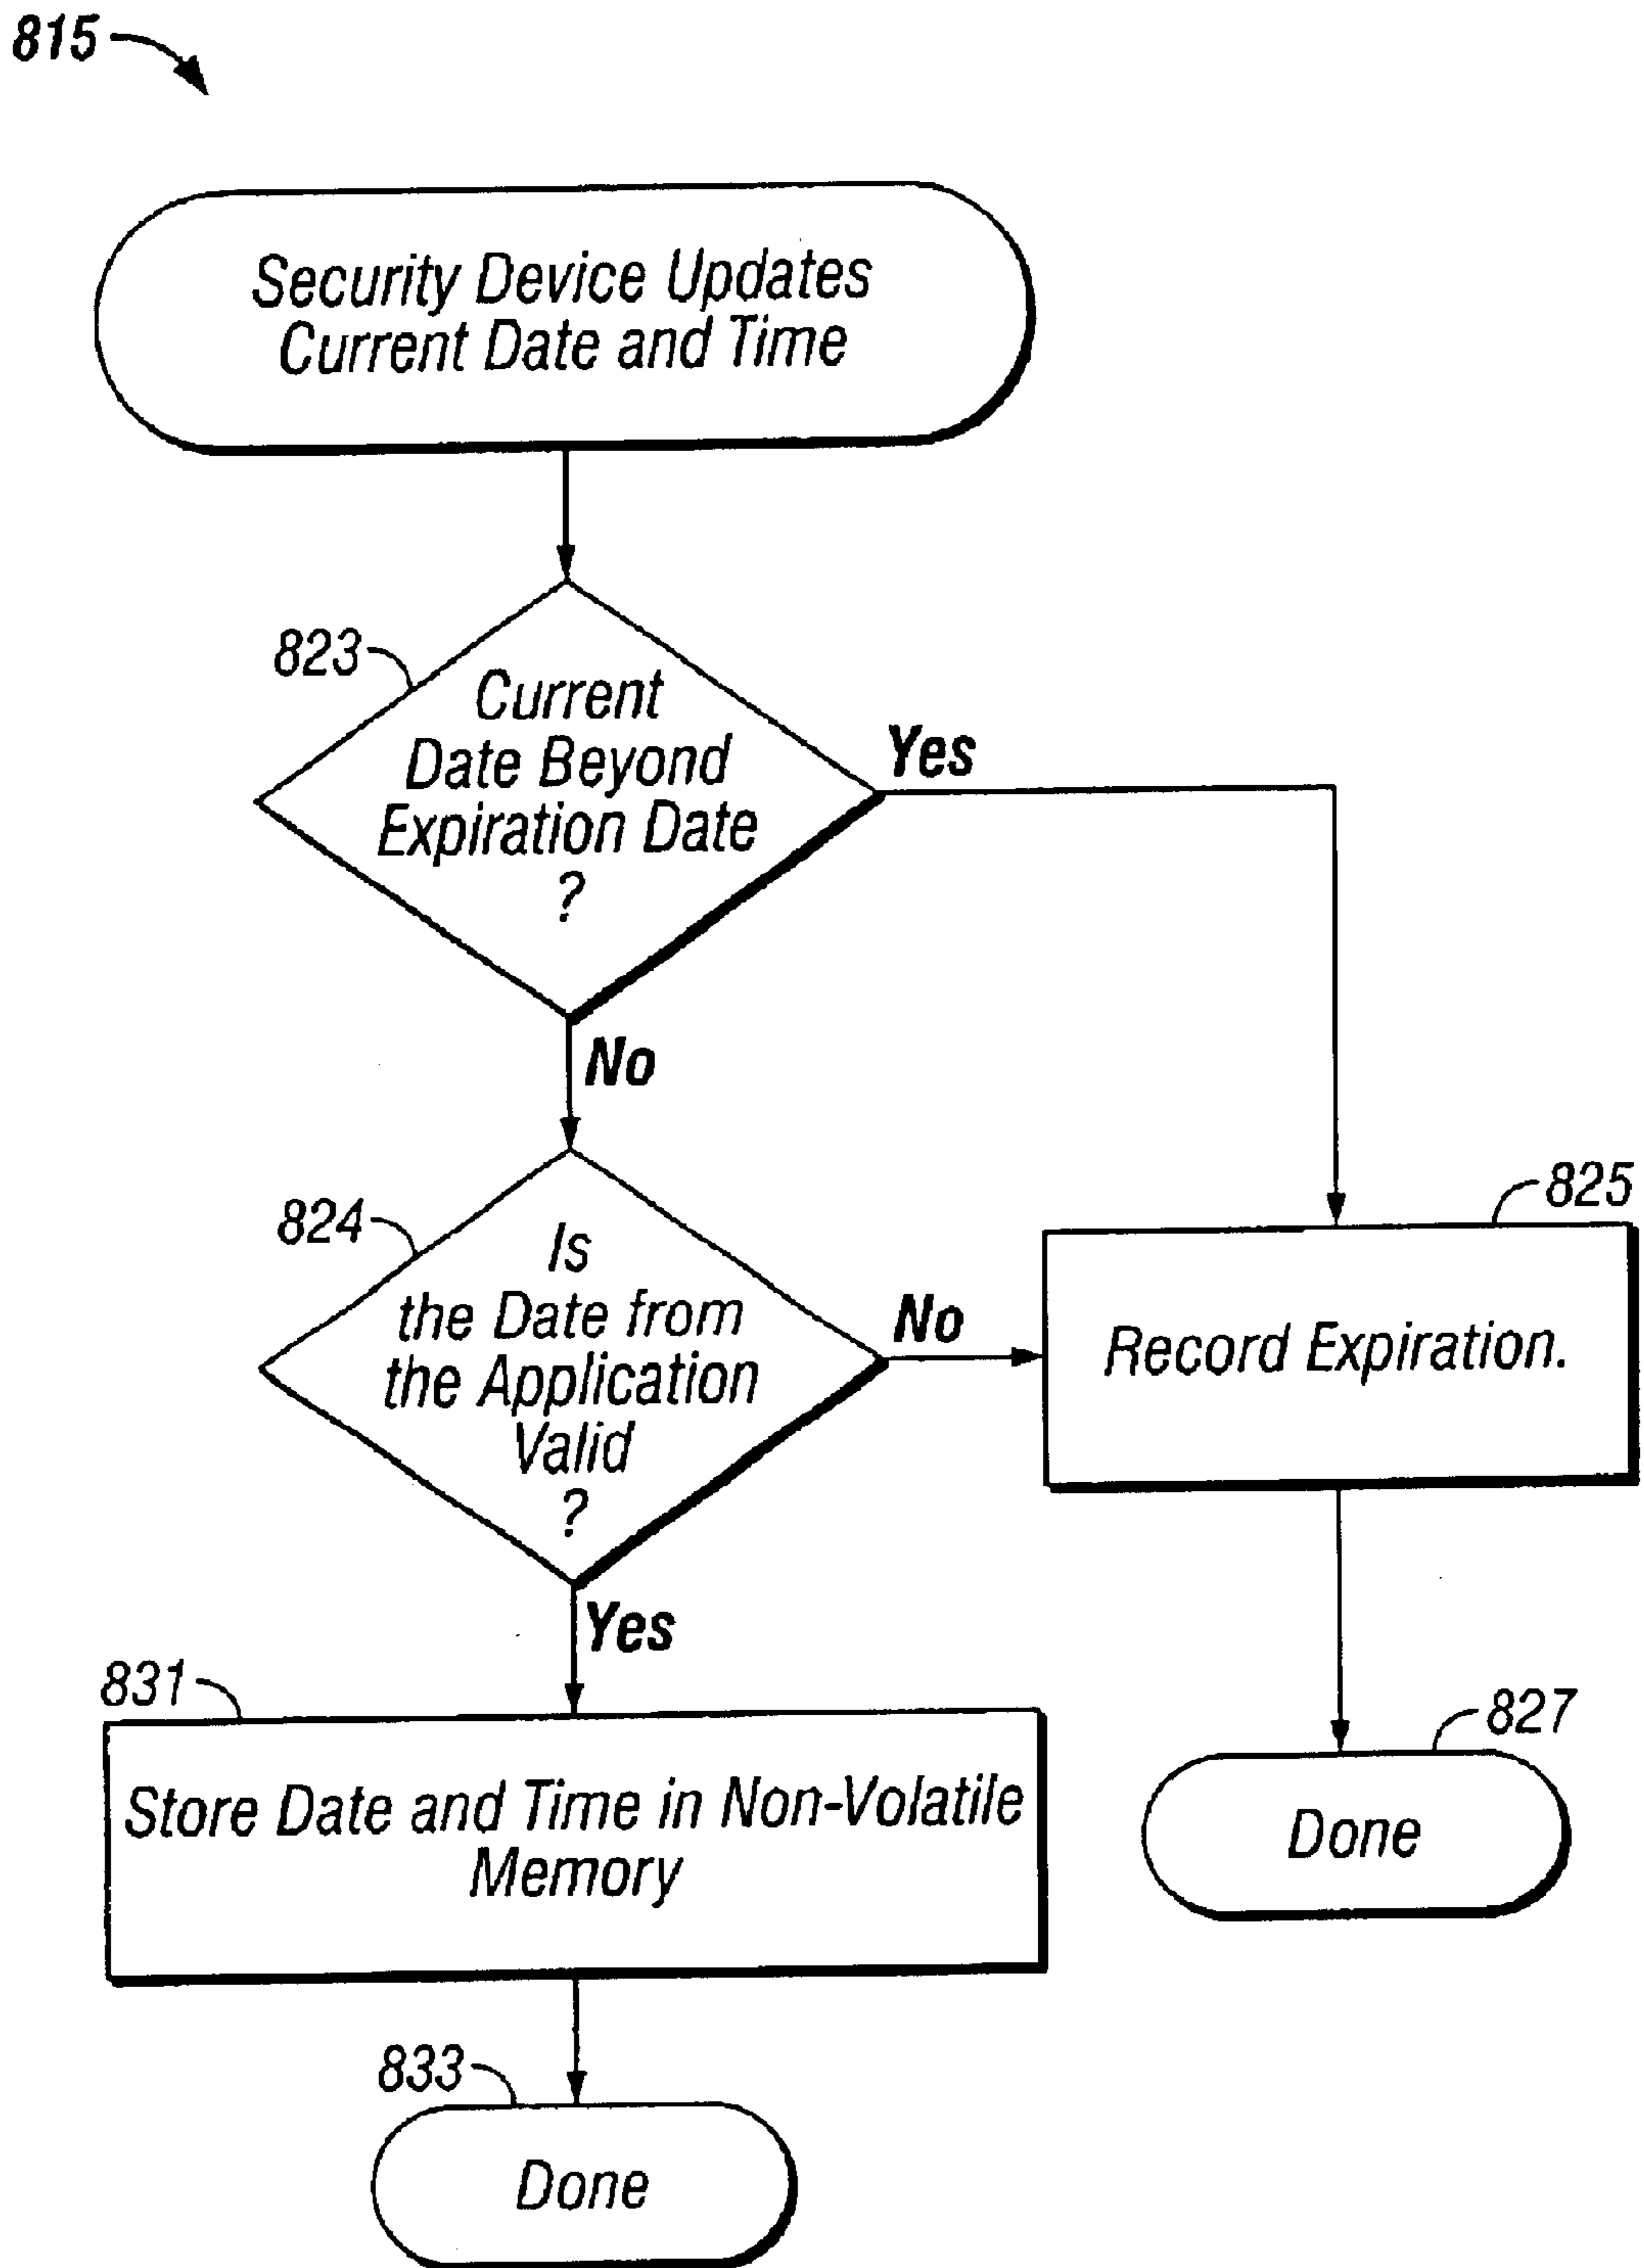 815
Security Device Updates
Current Date and Time
823
Current
Date Beyond
Expiration Date
?
Yes
No
824
Is
the Date from
the Application
Valid
?
No
825
Record Expiration.
Yes
831
Store Date and Time in Non-Volatile
Memory
827
Done
833
Done